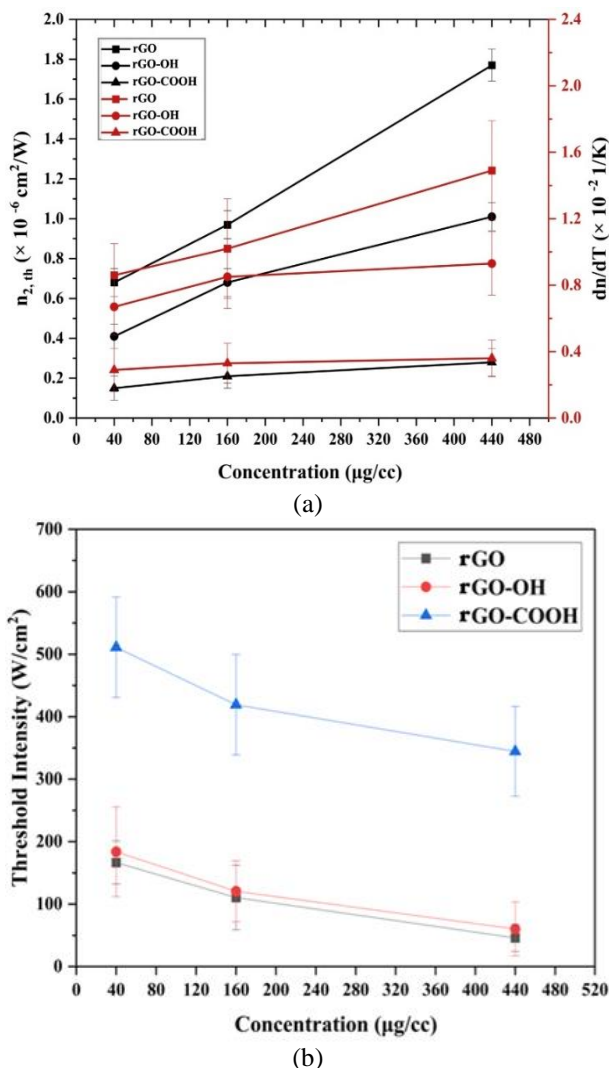 2.0
1.8
1.6
1.4
1.2
1.0
0.8
0.6
0.4
0.2
0.0
n2, th (× 10 -6 cm2/W)
rGO
rGO-OH
rGO-COOH
rGO
rGO-OH
rGO-COOH
2.4
2.0
1.6
1.2
0.8
0.4
0.0
dn/dT (× 10 -2 1/K)
0 40 80 120 160 200 240 280 320 360 400 440 480
Concentration (µg/cc)
(a)
700
600
500
400
300
200
100
0
Threshold Intensity (W/cm2)
rGO
rGO-OH
rGO-COOH
0 40 80 120 160 200 240 280 320 360 400 440 480 520
Concentration (µg/cc)
(b)